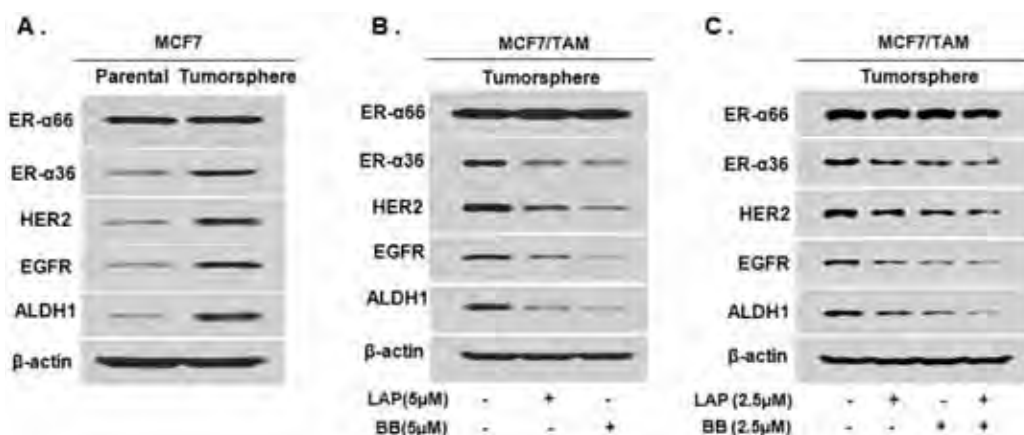 A .
MCF7
Parental Tumorsphere
ER-α66
ER-α36
HER2
EGFR
ALDH1
β-actin
B .
MCF7/TAM
Tumorsphere
ER-α66
ER-α36
HER2
EGFR
ALDH1
β-actin
LAP(5μM) - + -
BB(5μM) - - +
C .
MCF7/TAM
Tumorsphere
ER-α66
ER-α36
HER2
EGFR
ALDH1
β-actin
LAP (2.5μM) - + - +
BB (2.5μM) - - + +